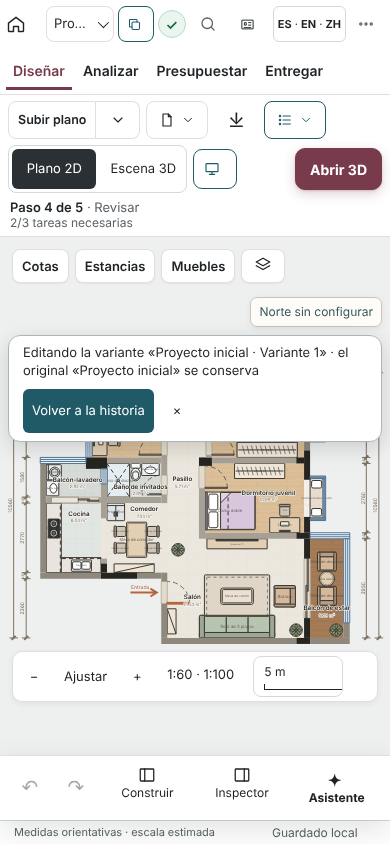 Pro...
ES · EN · ZH
Diseñar
Analizar
Presupuestar
Entregar
Subir plano
Plano 2D
Escena 3D
Abrir 3D
Paso 4 de 5 · Revisar
2/3 tareas necesarias
Cotas
Estancias
Muebles
Norte sin configurar
Editando la variante «Proyecto inicial · Variante 1» · el
original «Proyecto inicial» se conserva
Volver a la historia
×
Balcón-lavadero
Baño de invitados
Pasillo
Dormitorio juvenil
Cocina
Comedor
Entrada
Salón
Balcón de estar
−
Ajustar
+
1:60 · 1:100
5 m
Construir
Inspector
Asistente
Medidas orientativas · escala estimada
Guardado local